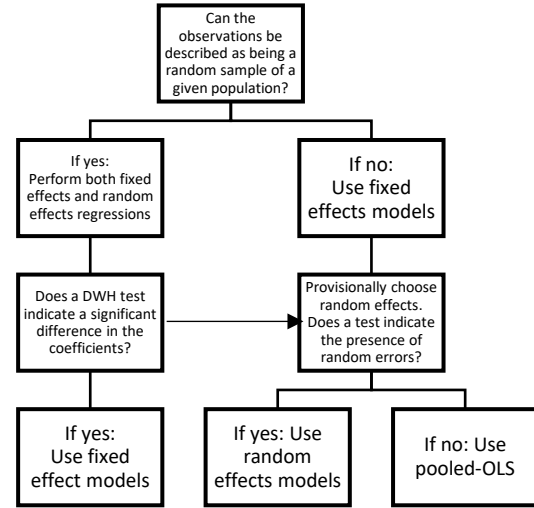 Can the
observations be
described as being a
random sample of a
given population?
If yes:
Perform both fixed
effects and random
effects regressions
If no:
Use fixed
effects models
Does a DWH test
indicate a significant
difference in the
coefficients?
Provisionally choose
random effects.
Does a test indicate
the presence of
random errors?
If yes:
Use fixed
effect models
If yes: Use
random
effects models
If no: Use
pooled-OLS